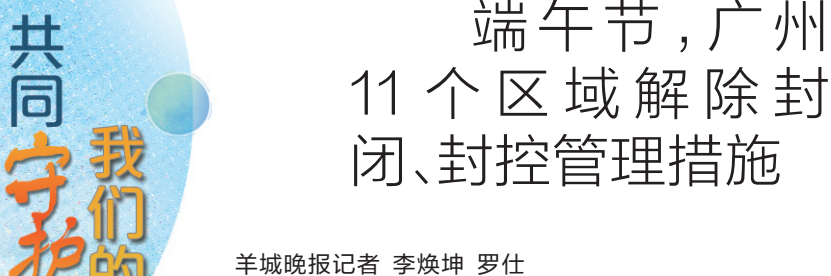 共同
守护
我们的
端午节，广州
11个区域解除封
闭、封控管理措施
羊城晚报记者 李焕坤 罗仕